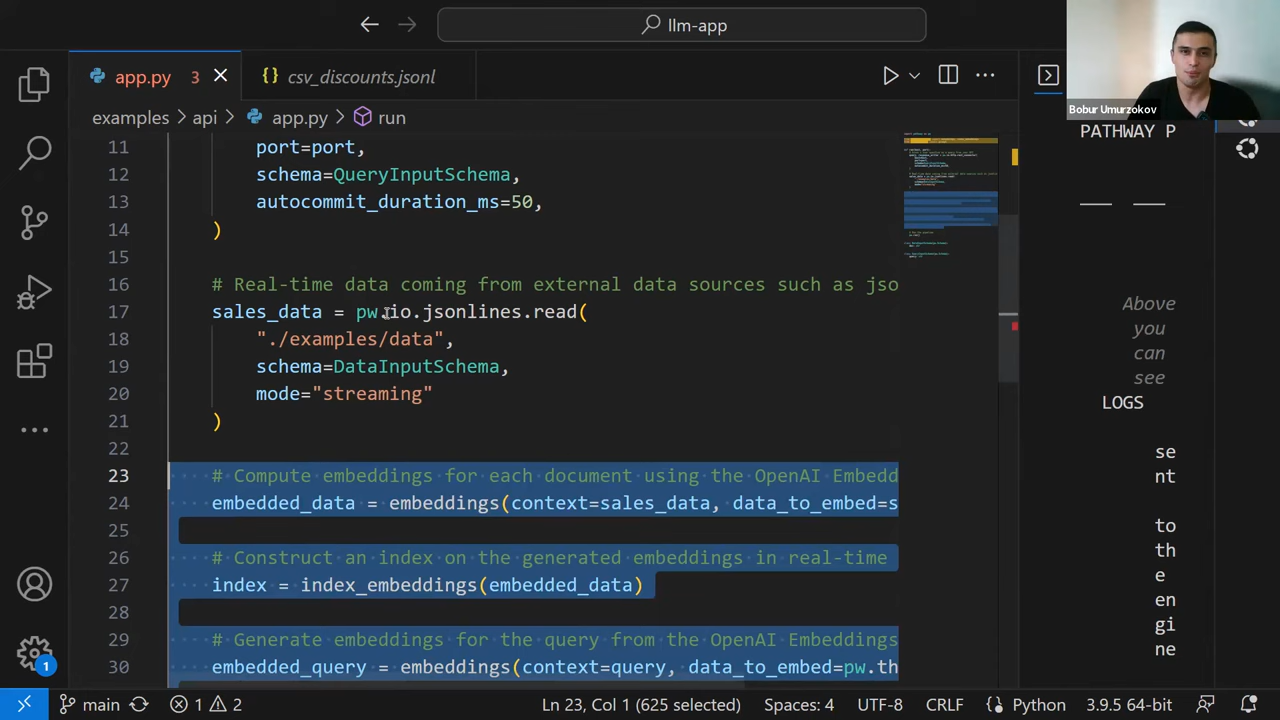 llm-app
Bobur Umurzokov
app.py 3
csv_discounts.jsonl
examples > api > app.py > run
11 port=port,
12 schema=QueryInputSchema,
13 autocommit_duration_ms=50,
14 )
15
16 # Real-time data coming from external data sources such as jso
17 sales_data = pw.io.jsonlines.read(
18 "./examples/data",
19 schema=DataInputSchema,
20 mode="streaming"
21 )
22
23 # Compute embeddings for each document using the OpenAI Embedd
24 embedded_data = embeddings(context=sales_data, data_to_embed=s
25
26 # Construct an index on the generated embeddings in real-time
27 index = index_embeddings(embedded_data)
28
29 # Generate embeddings for the query from the OpenAI Embeddings
30 embedded_query = embeddings(context=query, data_to_embed=pw.th
PATHWAY P
Above
you
can
see
LOGS
se
nt
to
th
e
en
gi
ne
1
main
1 2
Ln 23, Col 1 (625 selected)
Spaces: 4
UTF-8
CRLF
{} Python
3.9.5 64-bit